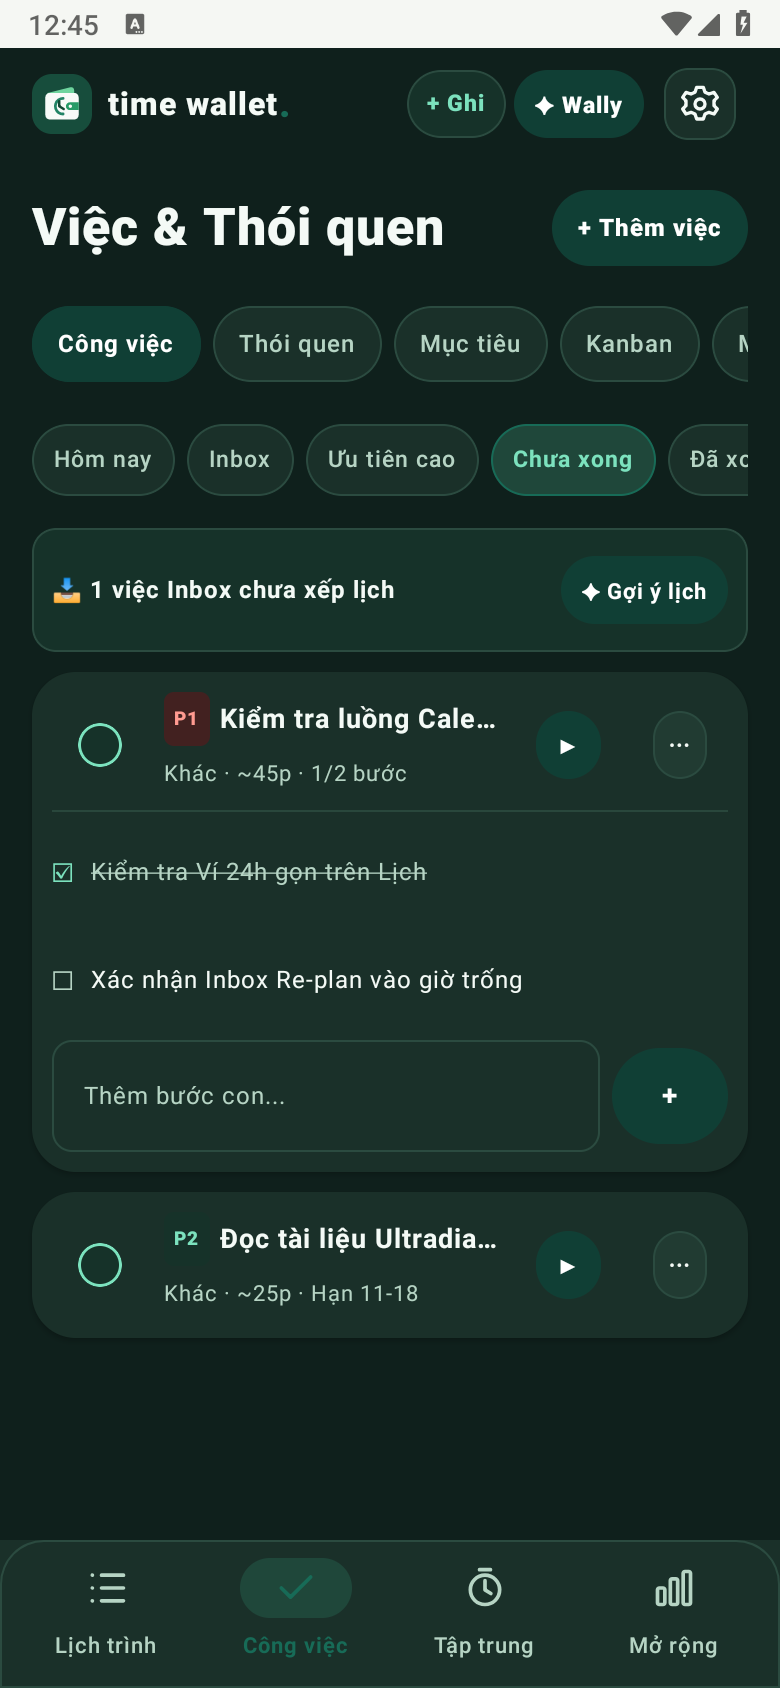 12:45
time wallet.
+ Ghi
✦ Wally
Việc & Thói quen
+ Thêm việc
Công việc
Thói quen
Mục tiêu
Kanban
Hôm nay
Inbox
Ưu tiên cao
Chưa xong
Đã xo
1 việc Inbox chưa xếp lịch
✦ Gợi ý lịch
P1 Kiểm tra luồng Cale...
Khác · ~45p · 1/2 bước
☑ Kiểm tra Ví 24h gọn trên Lịch
☐ Xác nhận Inbox Re-plan vào giờ trống
Thêm bước con...
+
P2 Đọc tài liệu Ultradia...
Khác · ~25p · Hạn 11-18
Lịch trình
Công việc
Tập trung
Mở rộng